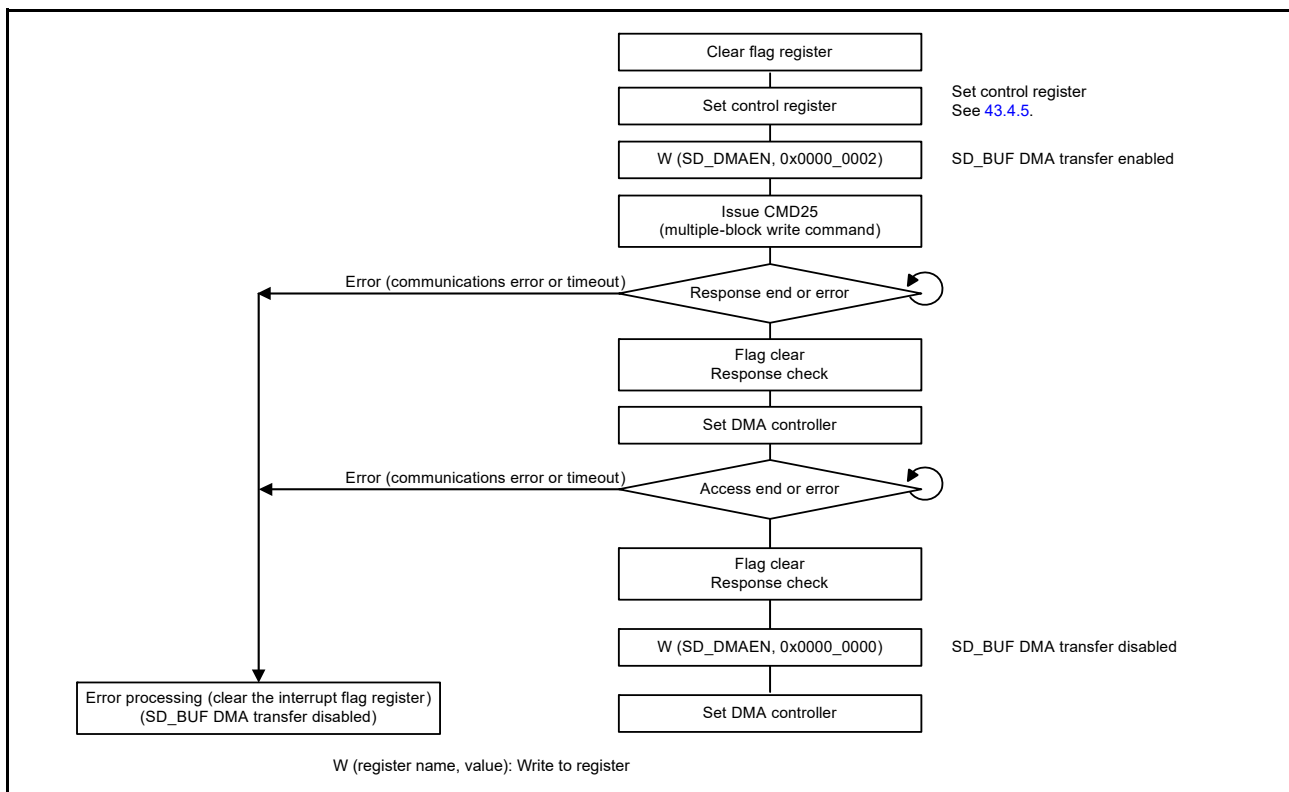 Clear flag register
Set control register
Set control register
See 43.4.5.
W (SD_DMAEN, 0x0000_0002)
SD_BUF DMA transfer enabled
Issue CMD25
(multiple-block write command)
Error (communications error or timeout)
Response end or error
Flag clear
Response check
Set DMA controller
Error (communications error or timeout)
Access end or error
Flag clear
Response check
W (SD_DMAEN, 0x0000_0000)
SD_BUF DMA transfer disabled
Error processing (clear the interrupt flag register)
(SD_BUF DMA transfer disabled)
Set DMA controller
W (register name, value): Write to register